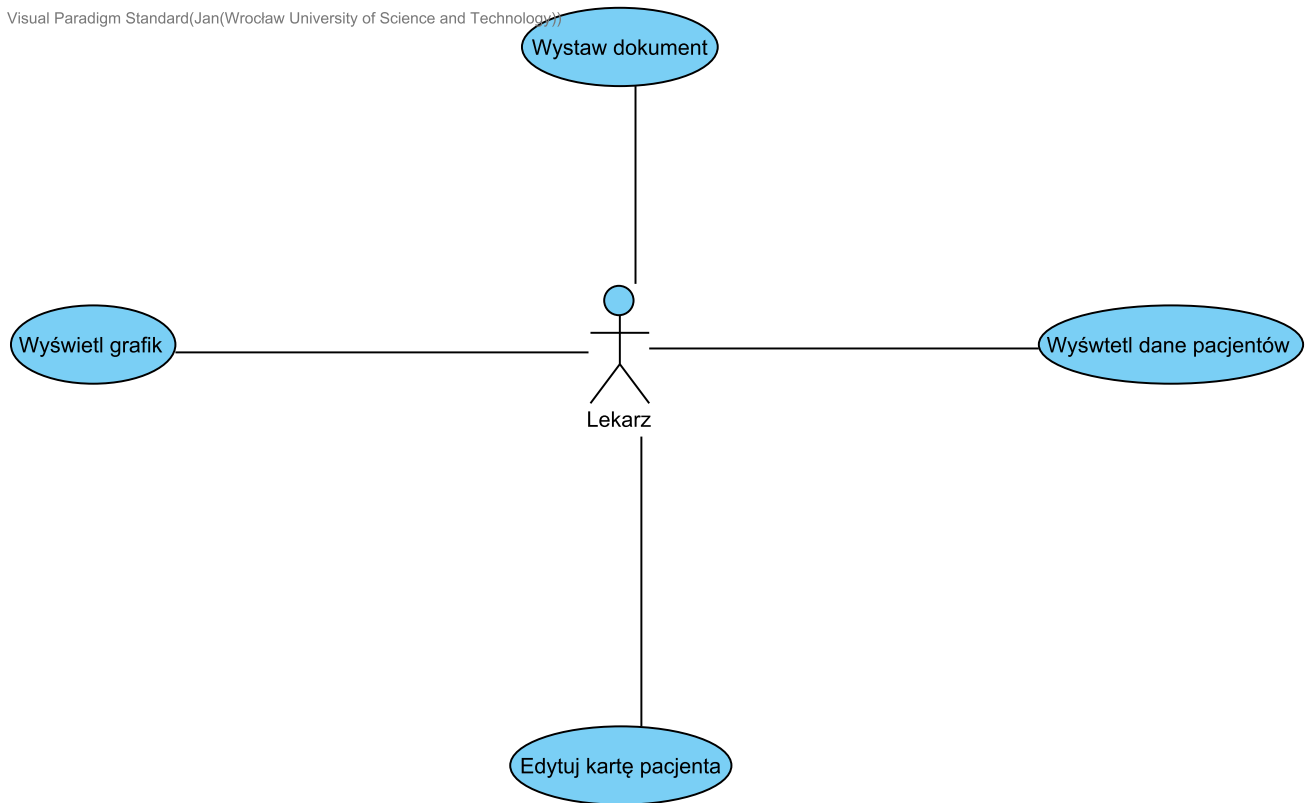 Visual Paradigm Standard(Jan(Wrocław University of Science and Technology))
Wystaw dokument
Wyświetl grafik
Wyśwtetl dane pacjentów
Lekarz
Edytuj kartę pacjenta